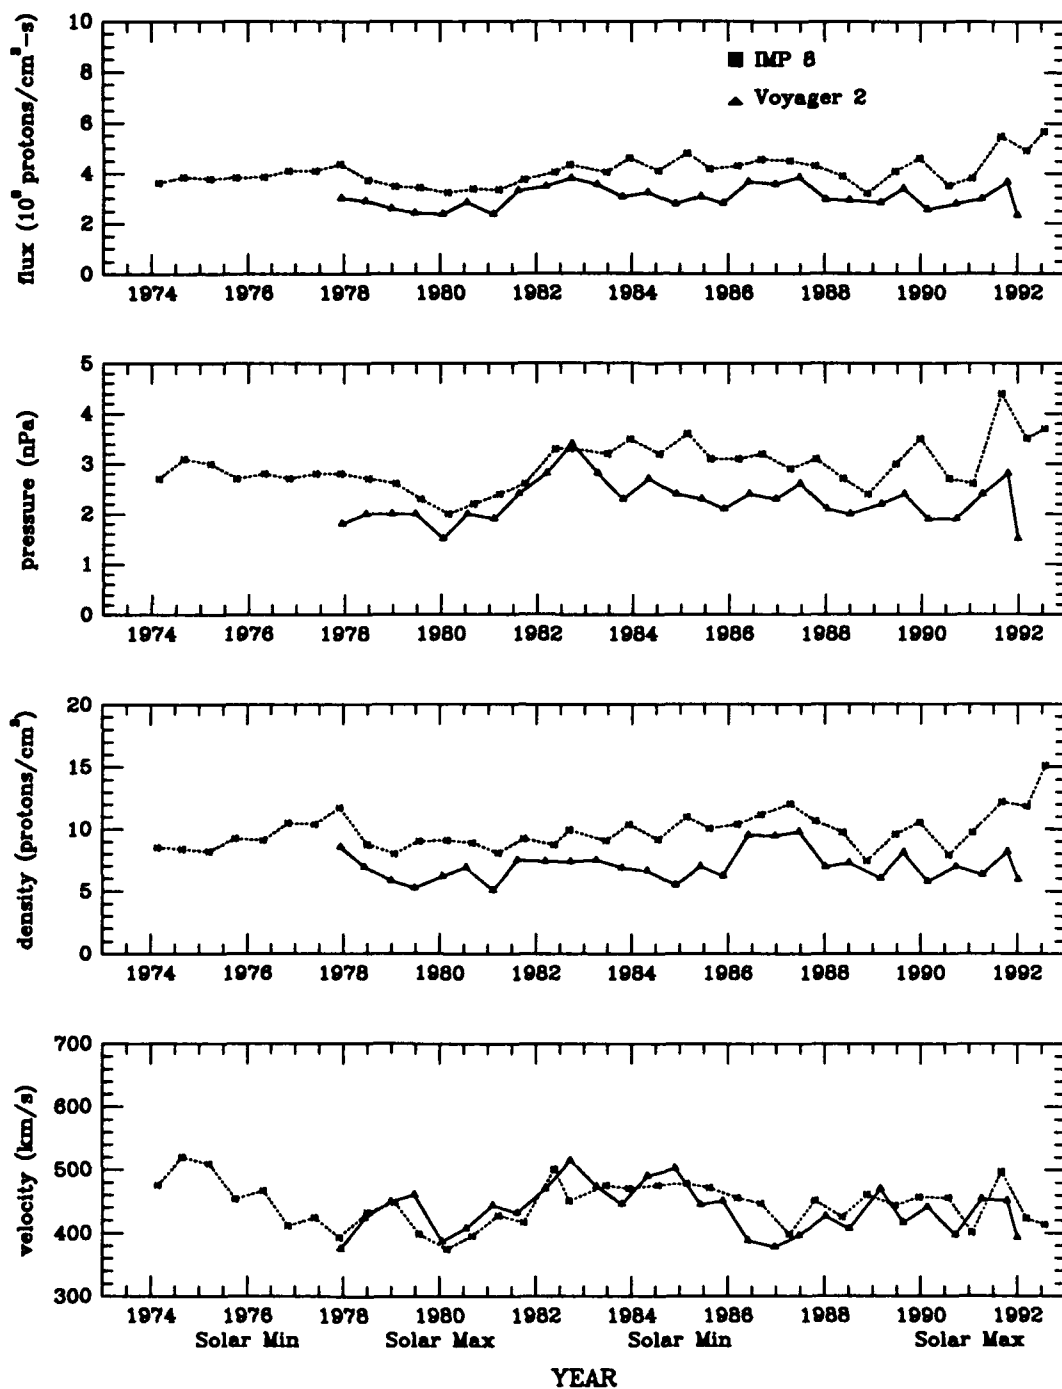 10
8
6
4
2
0
flux (10⁸ protons/cm²-s)
■ IMP 8
▲ Voyager 2
1974 1976 1978 1980 1982 1984 1986 1988 1990 1992
5
4
3
2
1
0
pressure (nPa)
1974 1976 1978 1980 1982 1984 1986 1988 1990 1992
20
15
10
5
0
density (protons/cm³)
1974 1976 1978 1980 1982 1984 1986 1988 1990 1992
700
600
500
400
300
velocity (km/s)
1974 1976 1978 1980 1982 1984 1986 1988 1990 1992
Solar Min Solar Max Solar Min Solar Max
YEAR